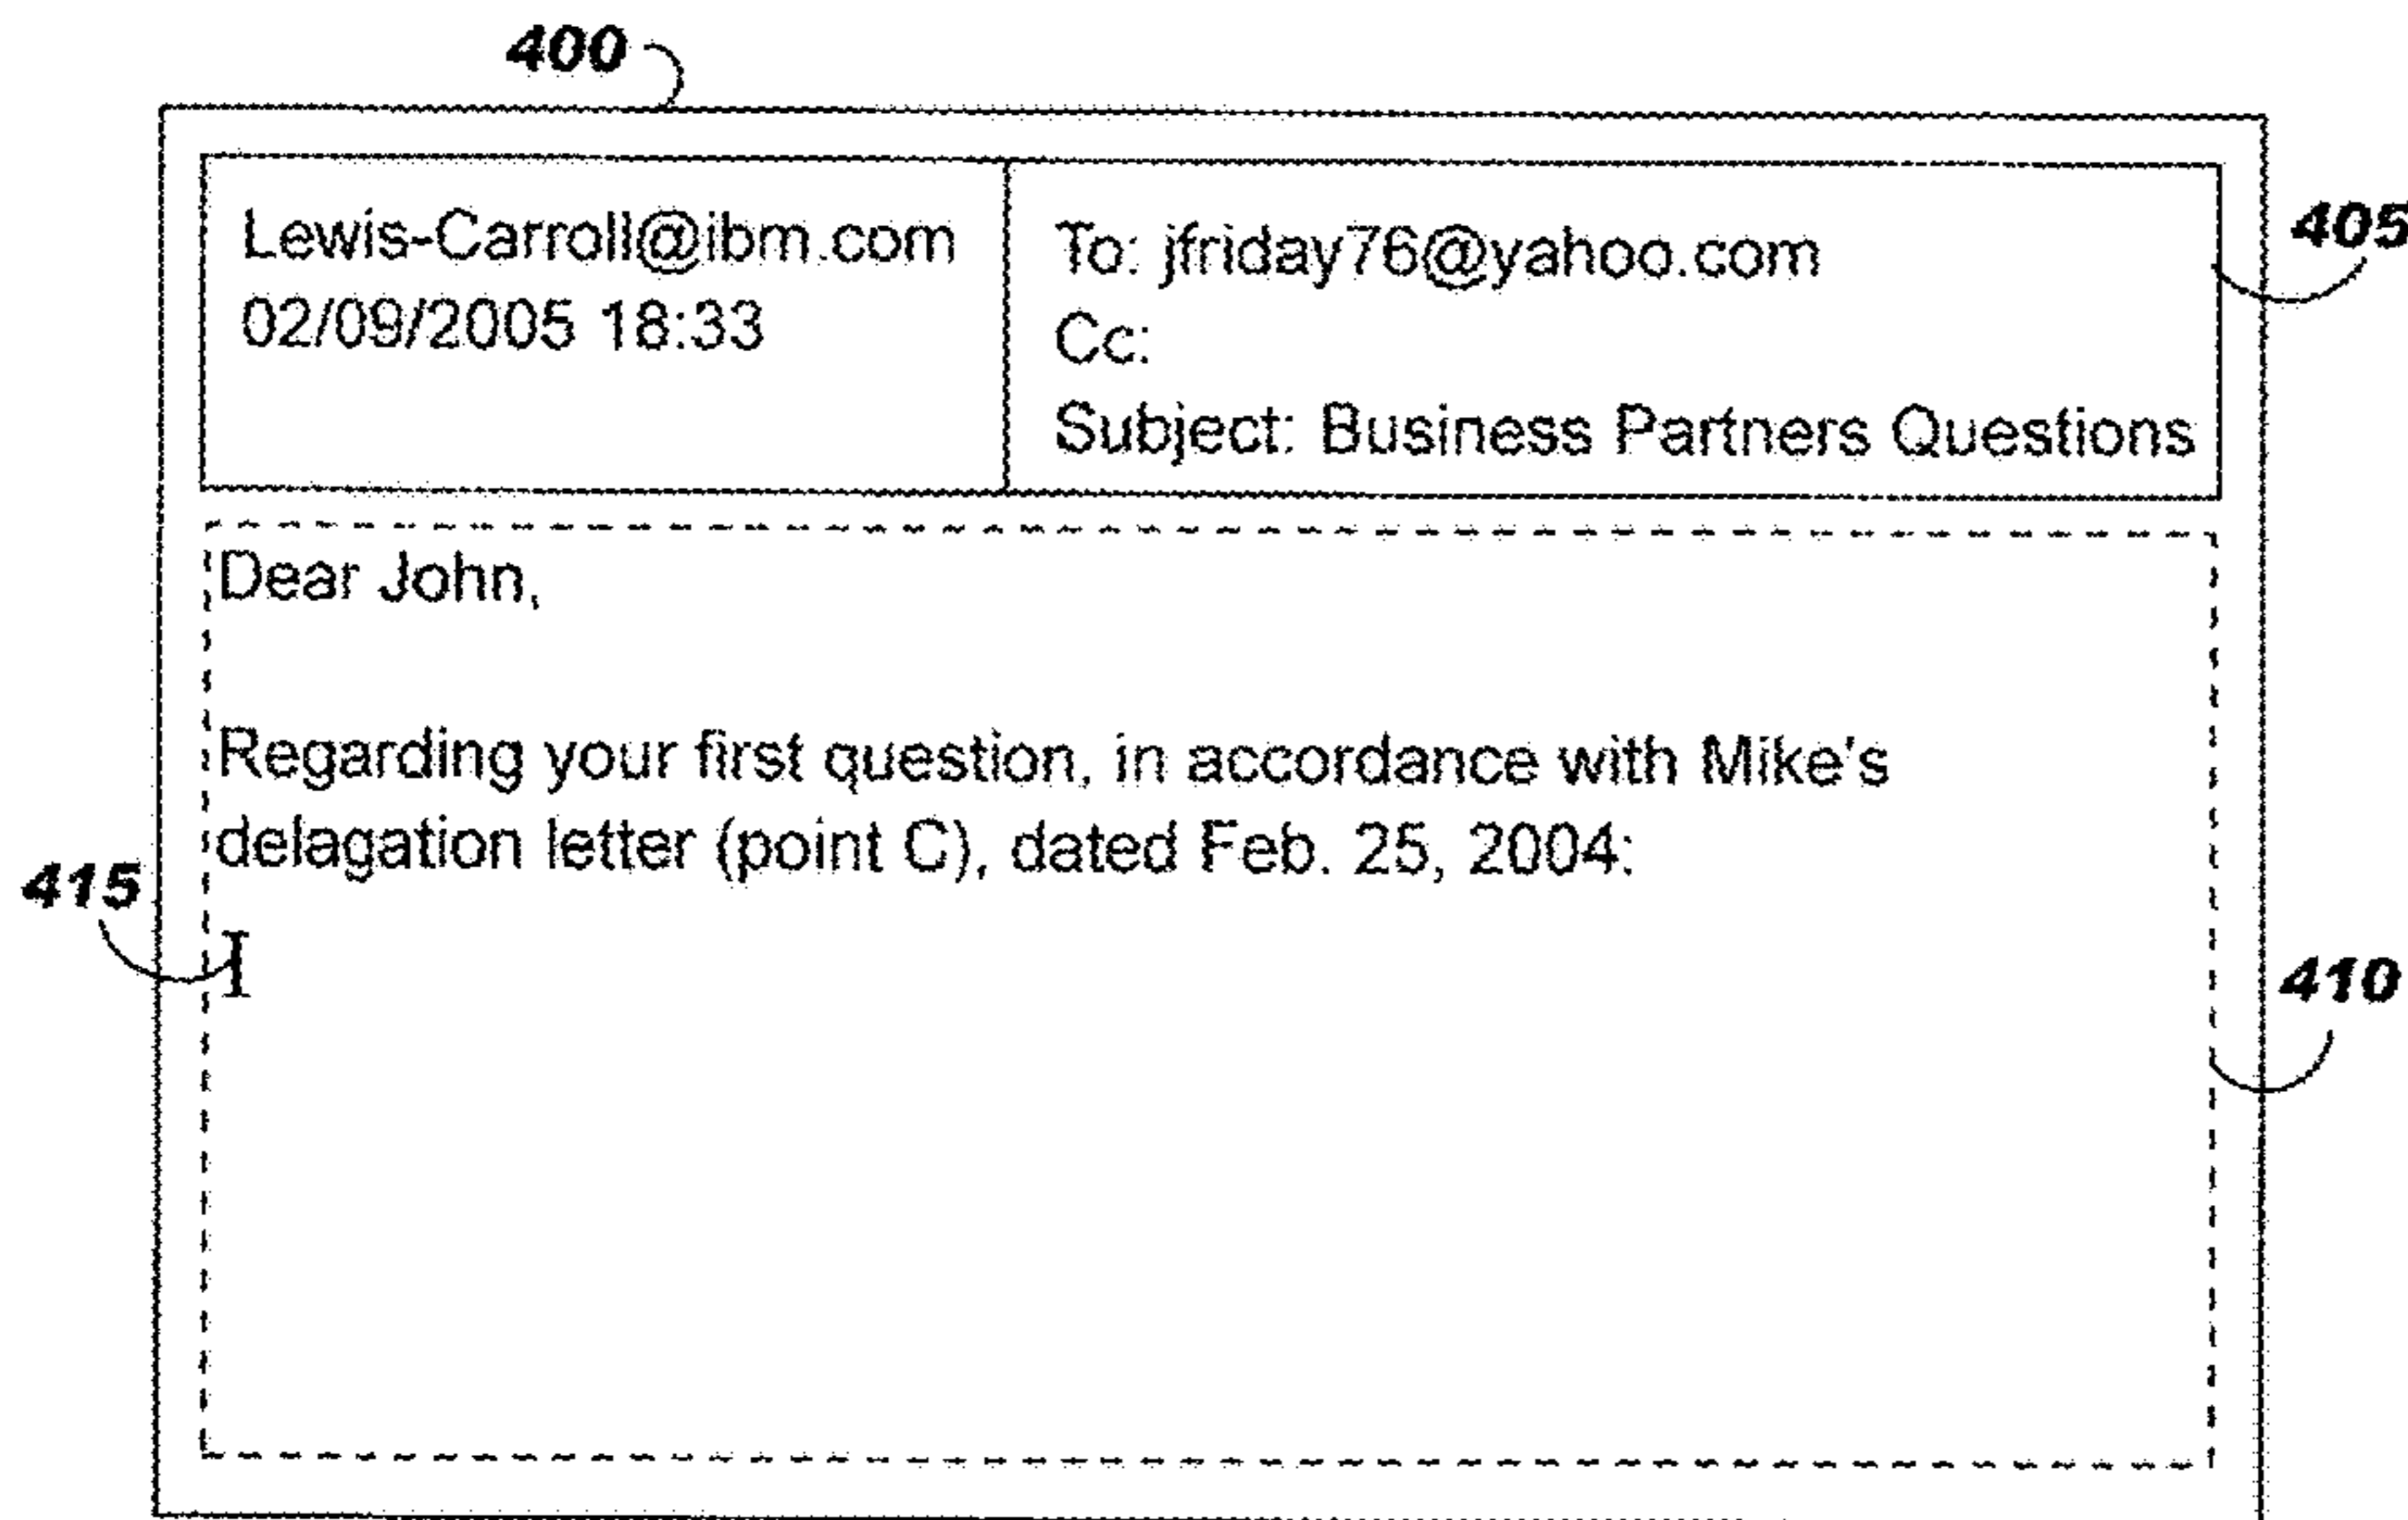 400
Lewis-Carroll@ibm.com
02/09/2005 18:33
To: jfriday76@yahoo.com
Cc:
Subject: Business Partners Questions
405
Dear John,
Regarding your first question, in accordance with Mike's
delagation letter (point C), dated Feb. 25, 2004:
415
410